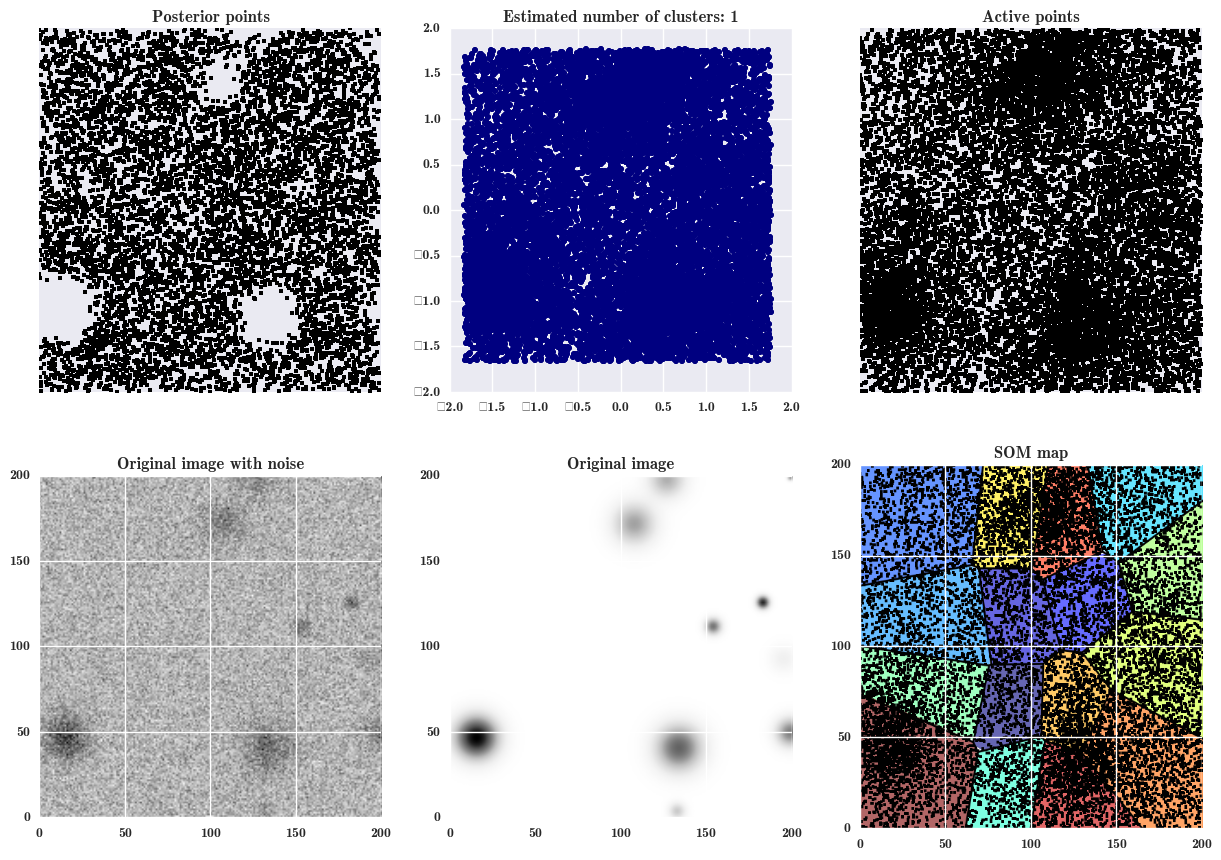 Posterior points
Estimated number of clusters: 1
Active points
2.0
1.5
1.0
0.5
0.0
□0.5
□1.0
□1.5
□2.0
□2.0 □1.5 □1.0 □0.5 0.0 0.5 1.0 1.5 2.0
Original image with noise
Original image
SOM map
200
150
100
50
0
0 50 100 150 200
200
150
100
50
0
0 50 100 150 200
200
150
100
50
0
0 50 100 150 200